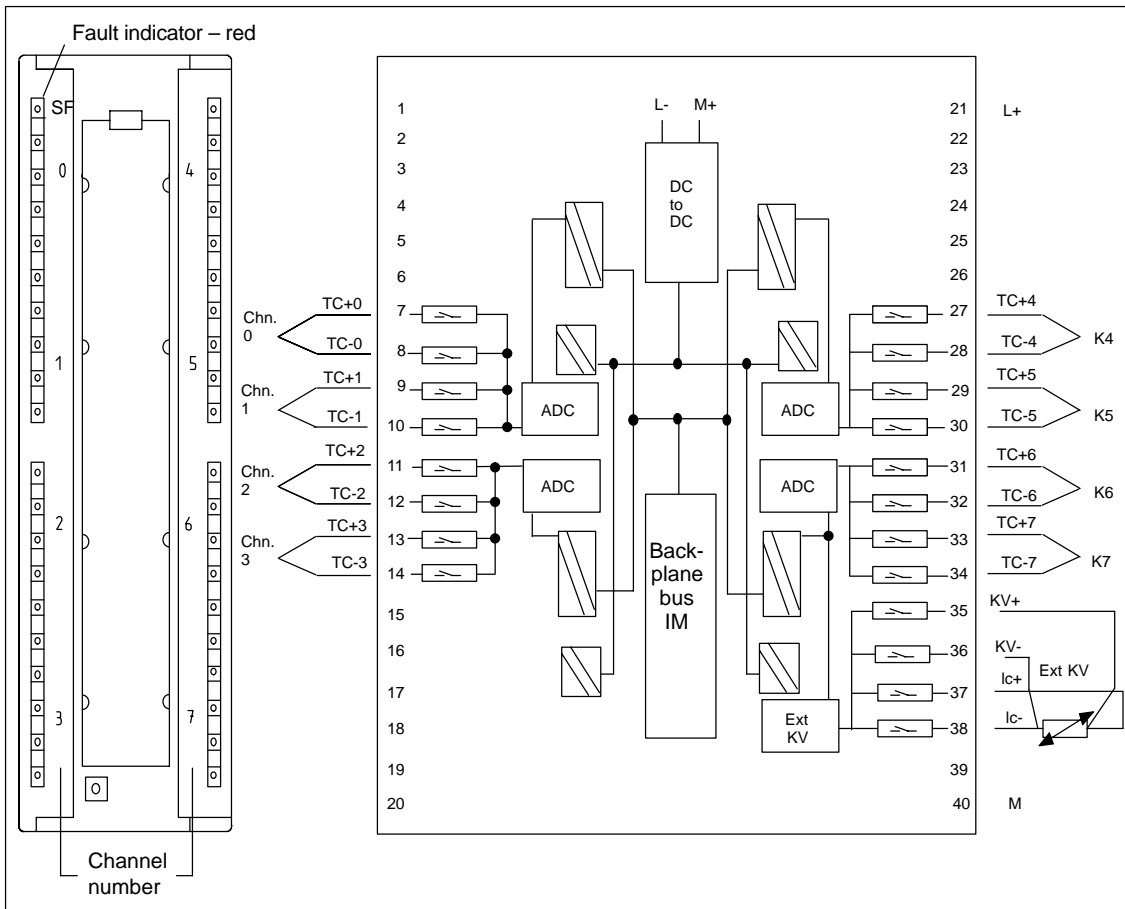 Fault indicator – red
SF
0
1
2
3
4
5
6
7
Channel
number
Chn.
0
TC+0
TC-0
Chn.
1
TC+1
TC-1
Chn.
2
TC+2
TC-2
Chn.
3
TC+3
TC-3
1
2
3
4
5
6
7
8
9
10
11
12
13
14
15
16
17
18
19
20
L- M+
DC
to
DC
ADC
ADC
ADC
ADC
Back-
plane
bus
IM
Ext
KV
21
22
23
24
25
26
27
28
29
30
31
32
33
34
35
36
37
38
39
40
L+
TC+4
TC-4
K4
TC+5
TC-5
K5
TC+6
TC-6
K6
TC+7
TC-7
K7
KV+
KV-
Ext KV
Ic+
Ic-
M